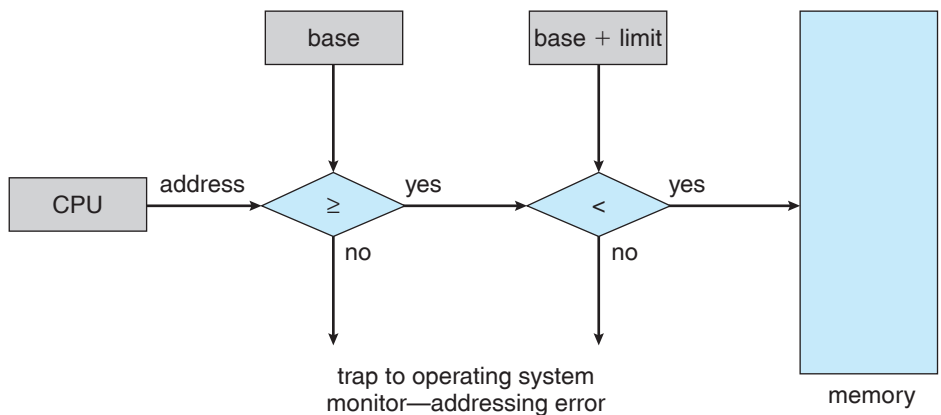 base
base + limit
CPU
address
≥
yes
<
yes
no
no
trap to operating system
monitor—addressing error
memory